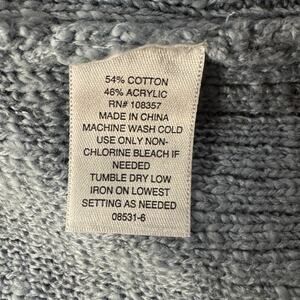 54% COTTON
46% ACRYLIC
RN# 108357
MADE IN CHINA
MACHINE WASH COLD
USE ONLY NON-
CHLORINE BLEACH IF
NEEDED
TUMBLE DRY LOW
IRON ON LOWEST
SETTING AS NEEDED
08531-6